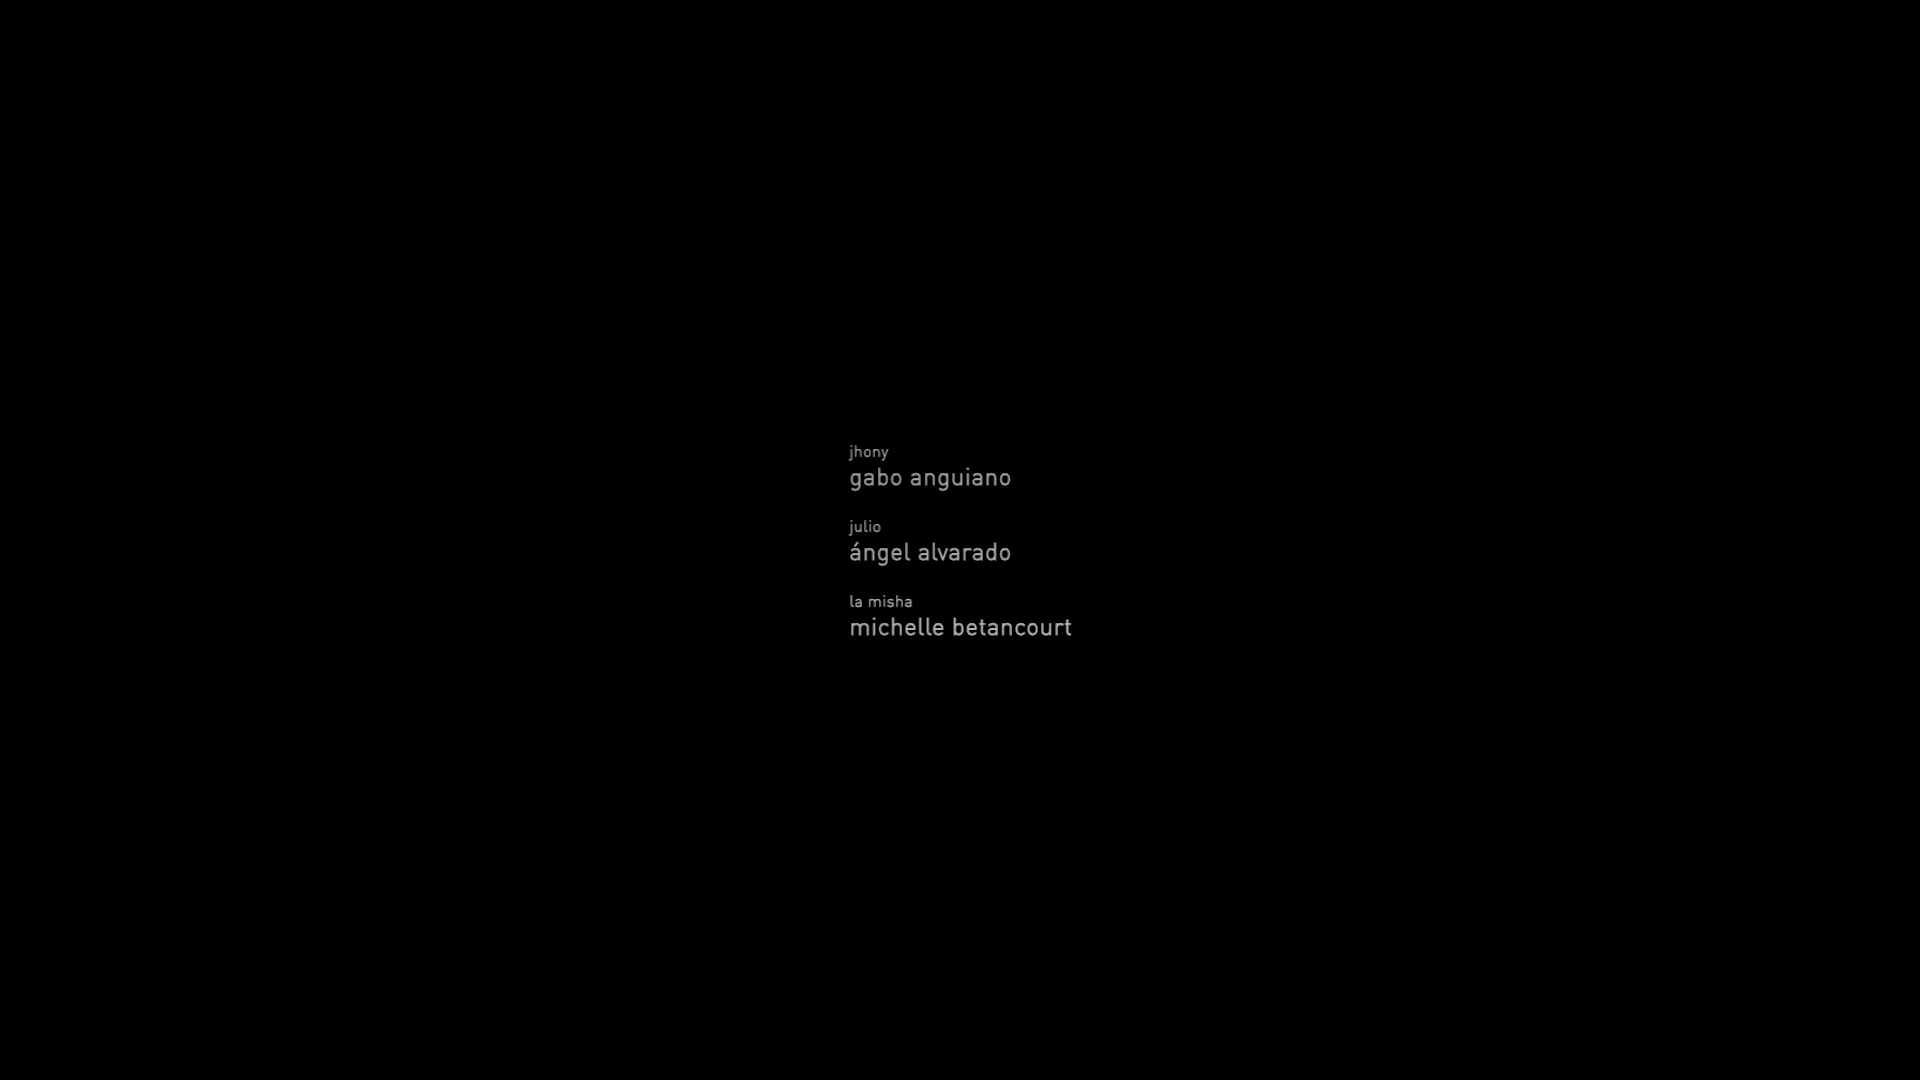 jhony
gabo anguiano
julio
ángel alvarado
la misha
michelle betancourt